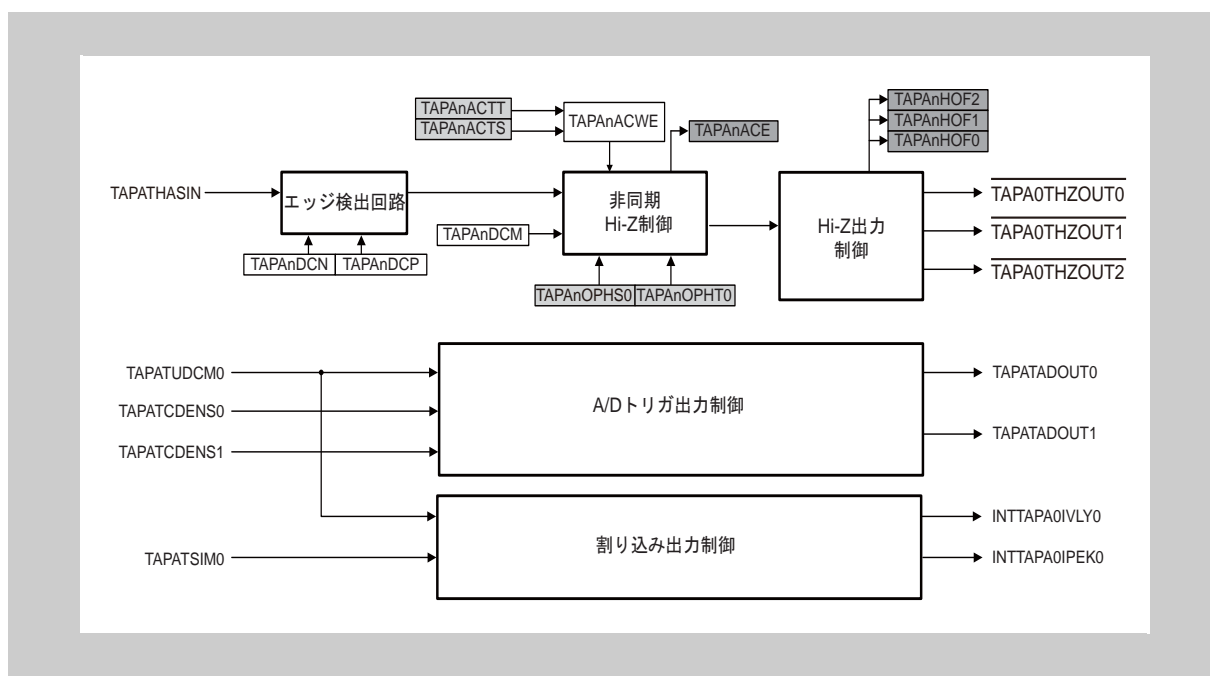 TAPAnACTT
TAPAnACTS
TAPAnACWE
TAPAnACE
TAPAnHOF2
TAPAnHOF1
TAPAnHOF0
TAPATHASIN
エッジ検出回路
TAPAnDCN
TAPAnDCP
TAPAnDCM
非同期
Hi-Z制御
TAPAnOPHS0
TAPAnOPHT0
Hi-Z出力
制御
TAPA0THZOUT0
TAPA0THZOUT1
TAPA0THZOUT2
TAPATUDCM0
TAPATCDENS0
TAPATCDENS1
A/Dトリガ出力制御
TAPATADOUT0
TAPATADOUT1
TAPATSIM0
割り込み出力制御
INTTAPA0IVLY0
INTTAPA0IPEK0